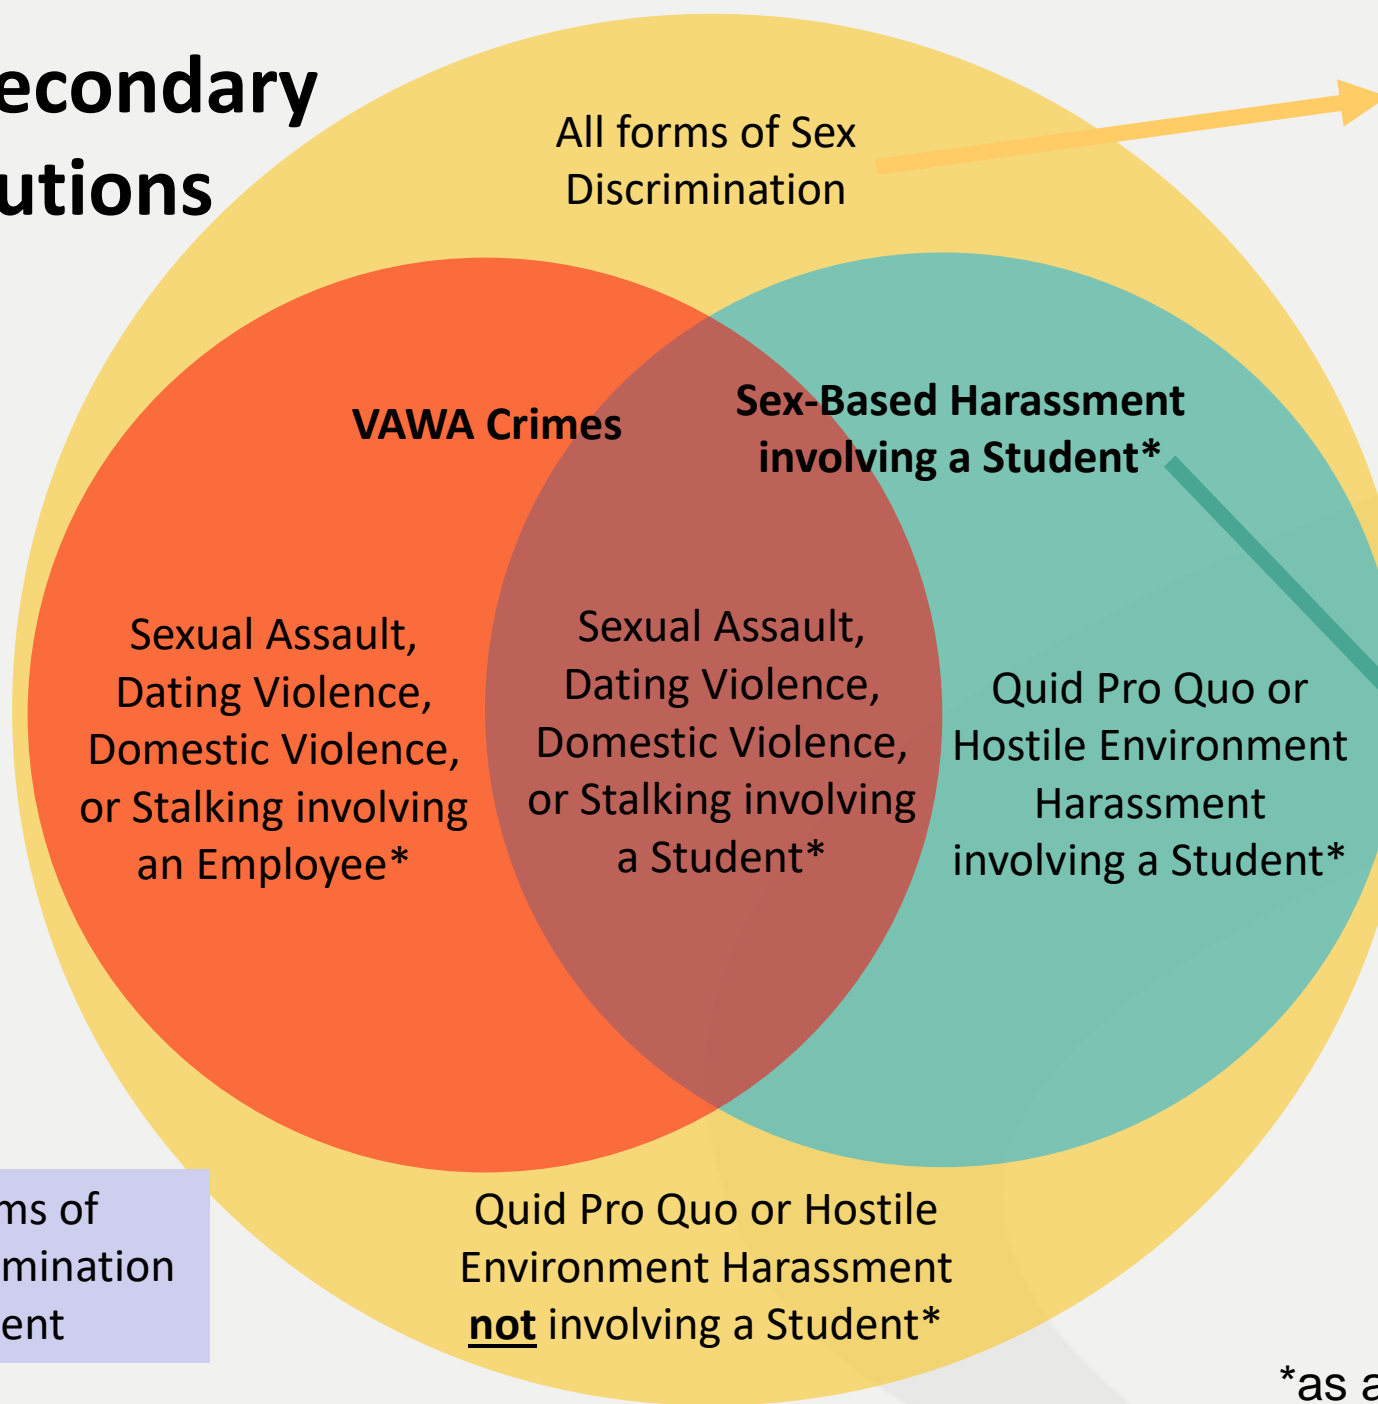 econdary
utions
All forms of Sex
Discrimination
VAWA Crimes
Sex-Based Harassment
involving a Student*
Sexual Assault,
Dating Violence,
Domestic Violence,
or Stalking involving
an Employee*
Sexual Assault,
Dating Violence,
Domestic Violence,
or Stalking involving
a Student*
Quid Pro Quo or
Hostile Environment
Harassment
involving a Student*
ms of
mination
ent
Quid Pro Quo or Hostile
Environment Harassment
not involving a Student*
*as a